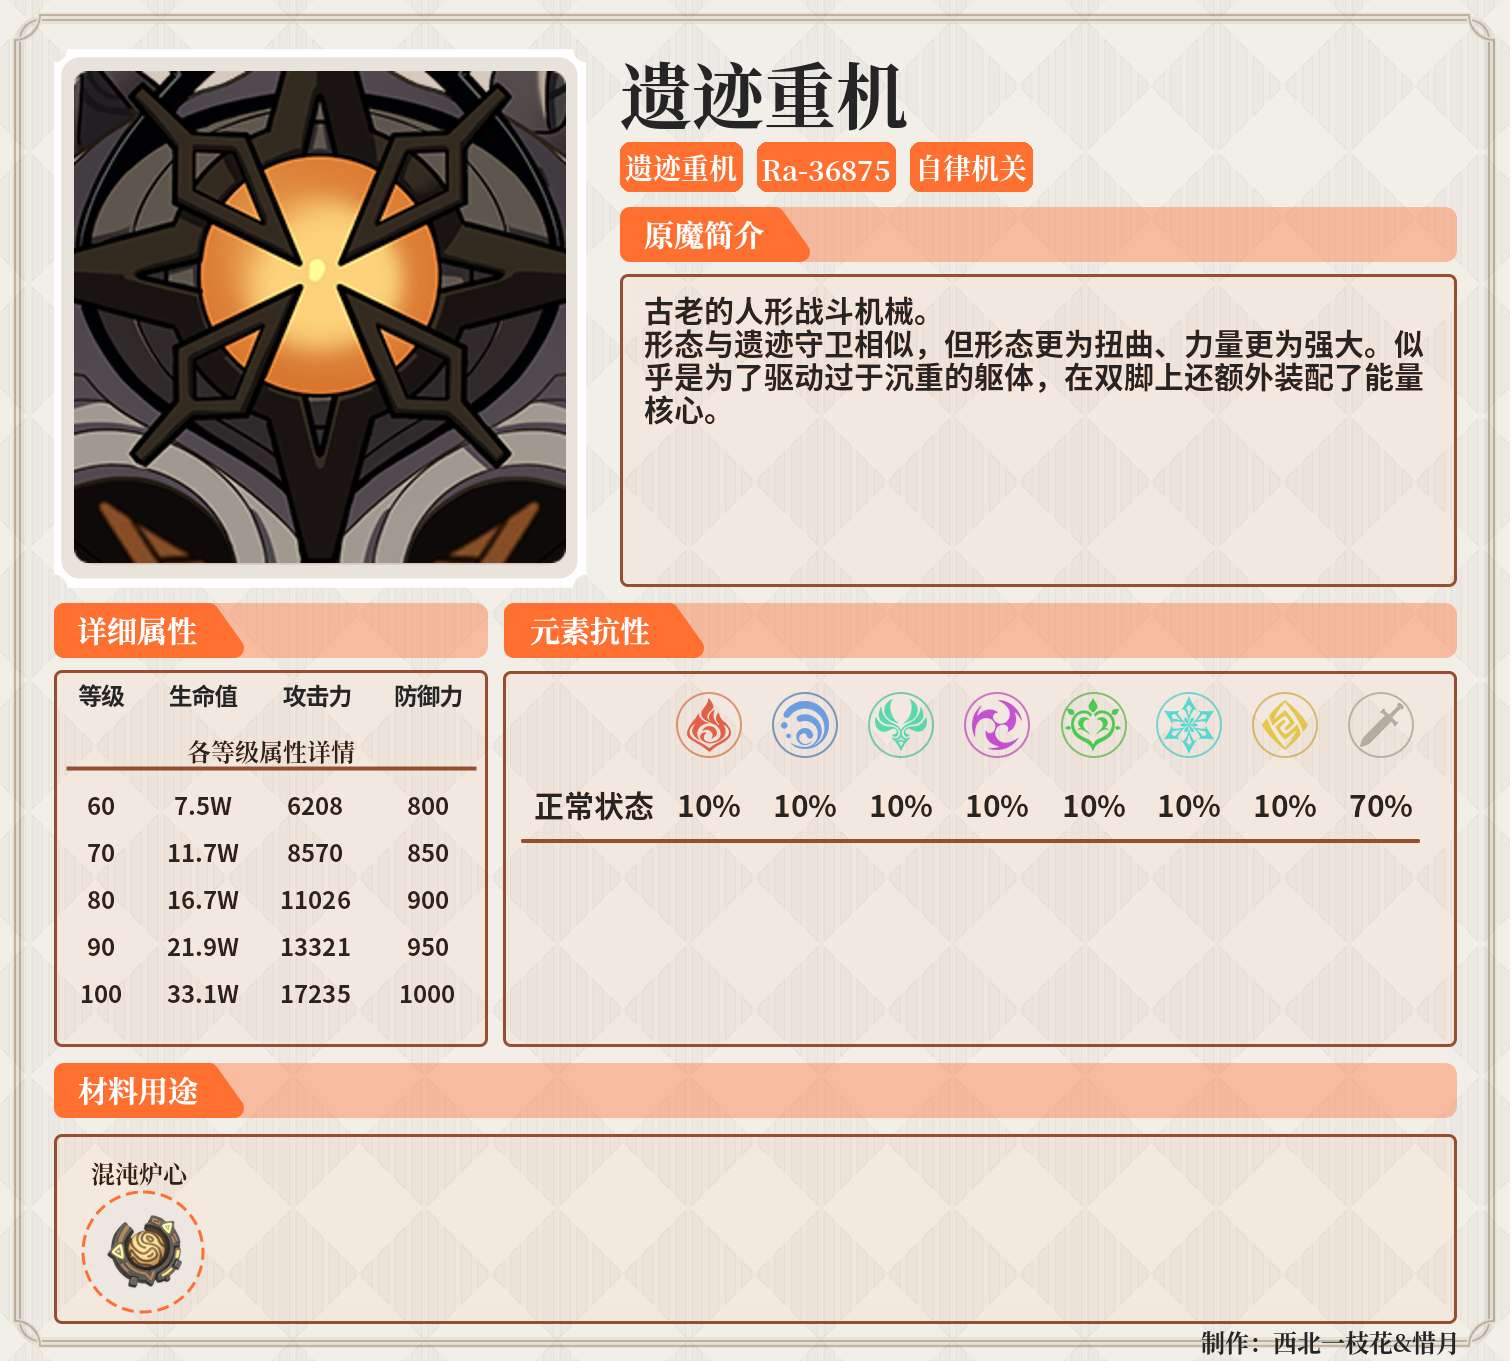 遗迹重机
遗迹重机 Ra-36875 自律机关
原魔简介
古老的人形战斗机械。
形态与遗迹守卫相似，但形态更为扭曲、力量更为强大。似
乎是为了驱动过于沉重的躯体，在双脚上还额外装配了能量
核心。
详细属性
等级 生命值 攻击力 防御力
各等级属性详情
60 7.5W 6208 800
70 11.7W 8570 850
80 16.7W 11026 900
90 21.9W 13321 950
100 33.1W 17235 1000
元素抗性
正常状态 10% 10% 10% 10% 10% 10% 10% 70%
材料用途
混沌炉心
制作：西北一枝花&惜月